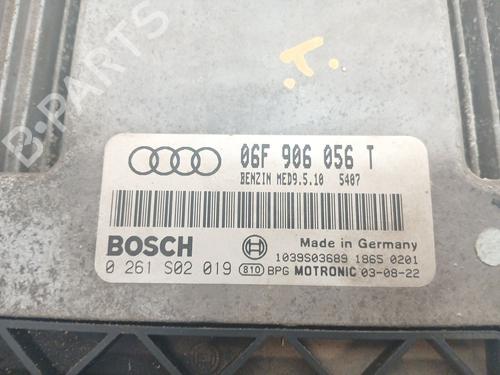 B-PARTS
T.
06F 906 056 T
BENZIN MED9.5.10 5407
BOSCH
Made in Germany
1039S03689 1865 0201
0 261 S02 019 810 BPG MOTRONIC 03-08-22